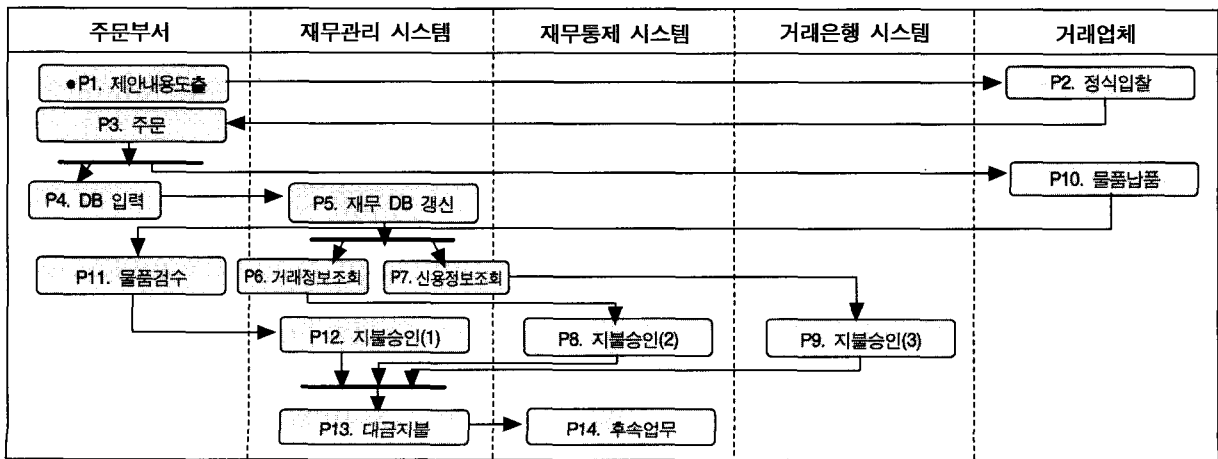 주문부서 재무관리 시스템 재무통제 시스템 거래은행 시스템 거래업체
●P1. 제안내용도출 P2. 정식입찰
P3. 주문
P4. DB 입력 P5. 재무 DB 갱신 P10. 물품납품
P11. 물품검수 P6. 거래정보조회 P7. 신용정보조회
P12. 지불승인(1) P8. 지불승인(2) P9. 지불승인(3)
P13. 대금지불 P14. 후속업무